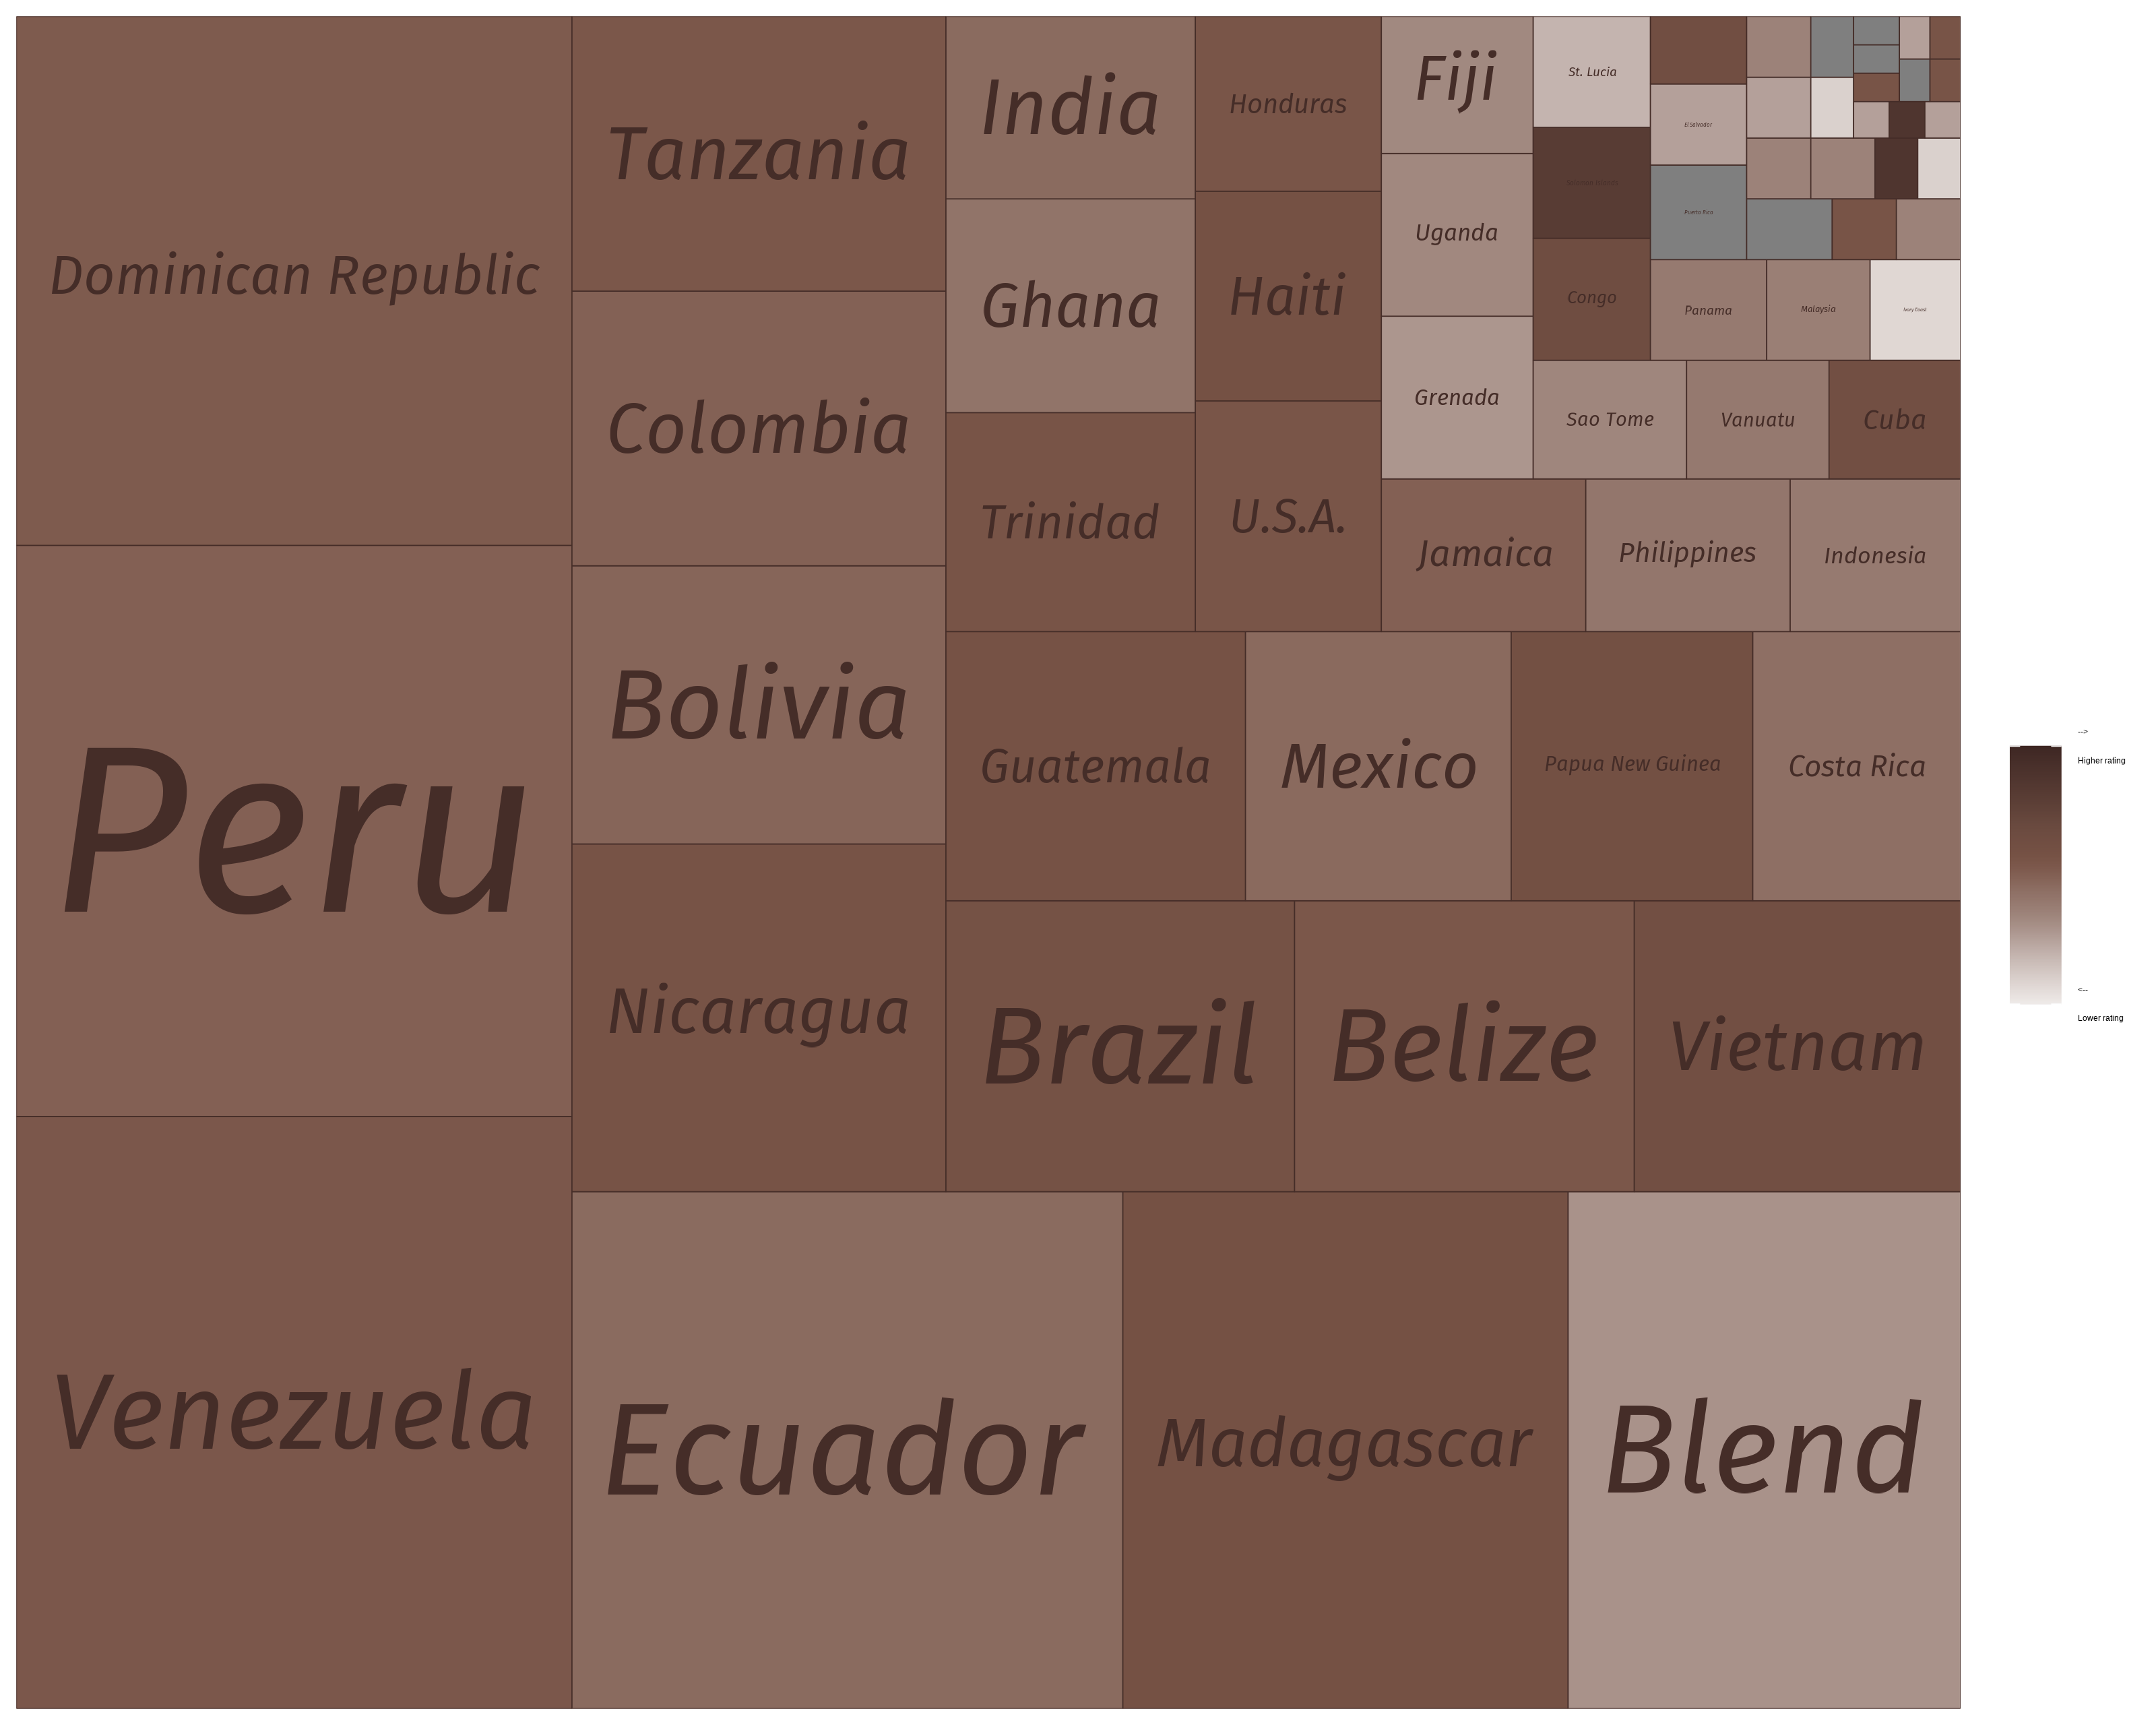 Dominican Republic
Peru
Venezuela
Tanzania
Colombia
Bolivia
Nicaragua
Ecuador
Madagascar
Blend
India
Ghana
Trinidad
Honduras
Haiti
U.S.A.
Guatemala
Mexico
Papua New Guinea
Costa Rica
Brazil
Belize
Vietnam
Fiji
Uganda
Grenada
Jamaica
Philippines
Indonesia
St. Lucia
Congo
Sao Tome
Vanuatu
Cuba
El Salvador
Puerto Rico
Panama
Malaysia
Ivory Coast
-->
Higher rating
<--
Lower rating